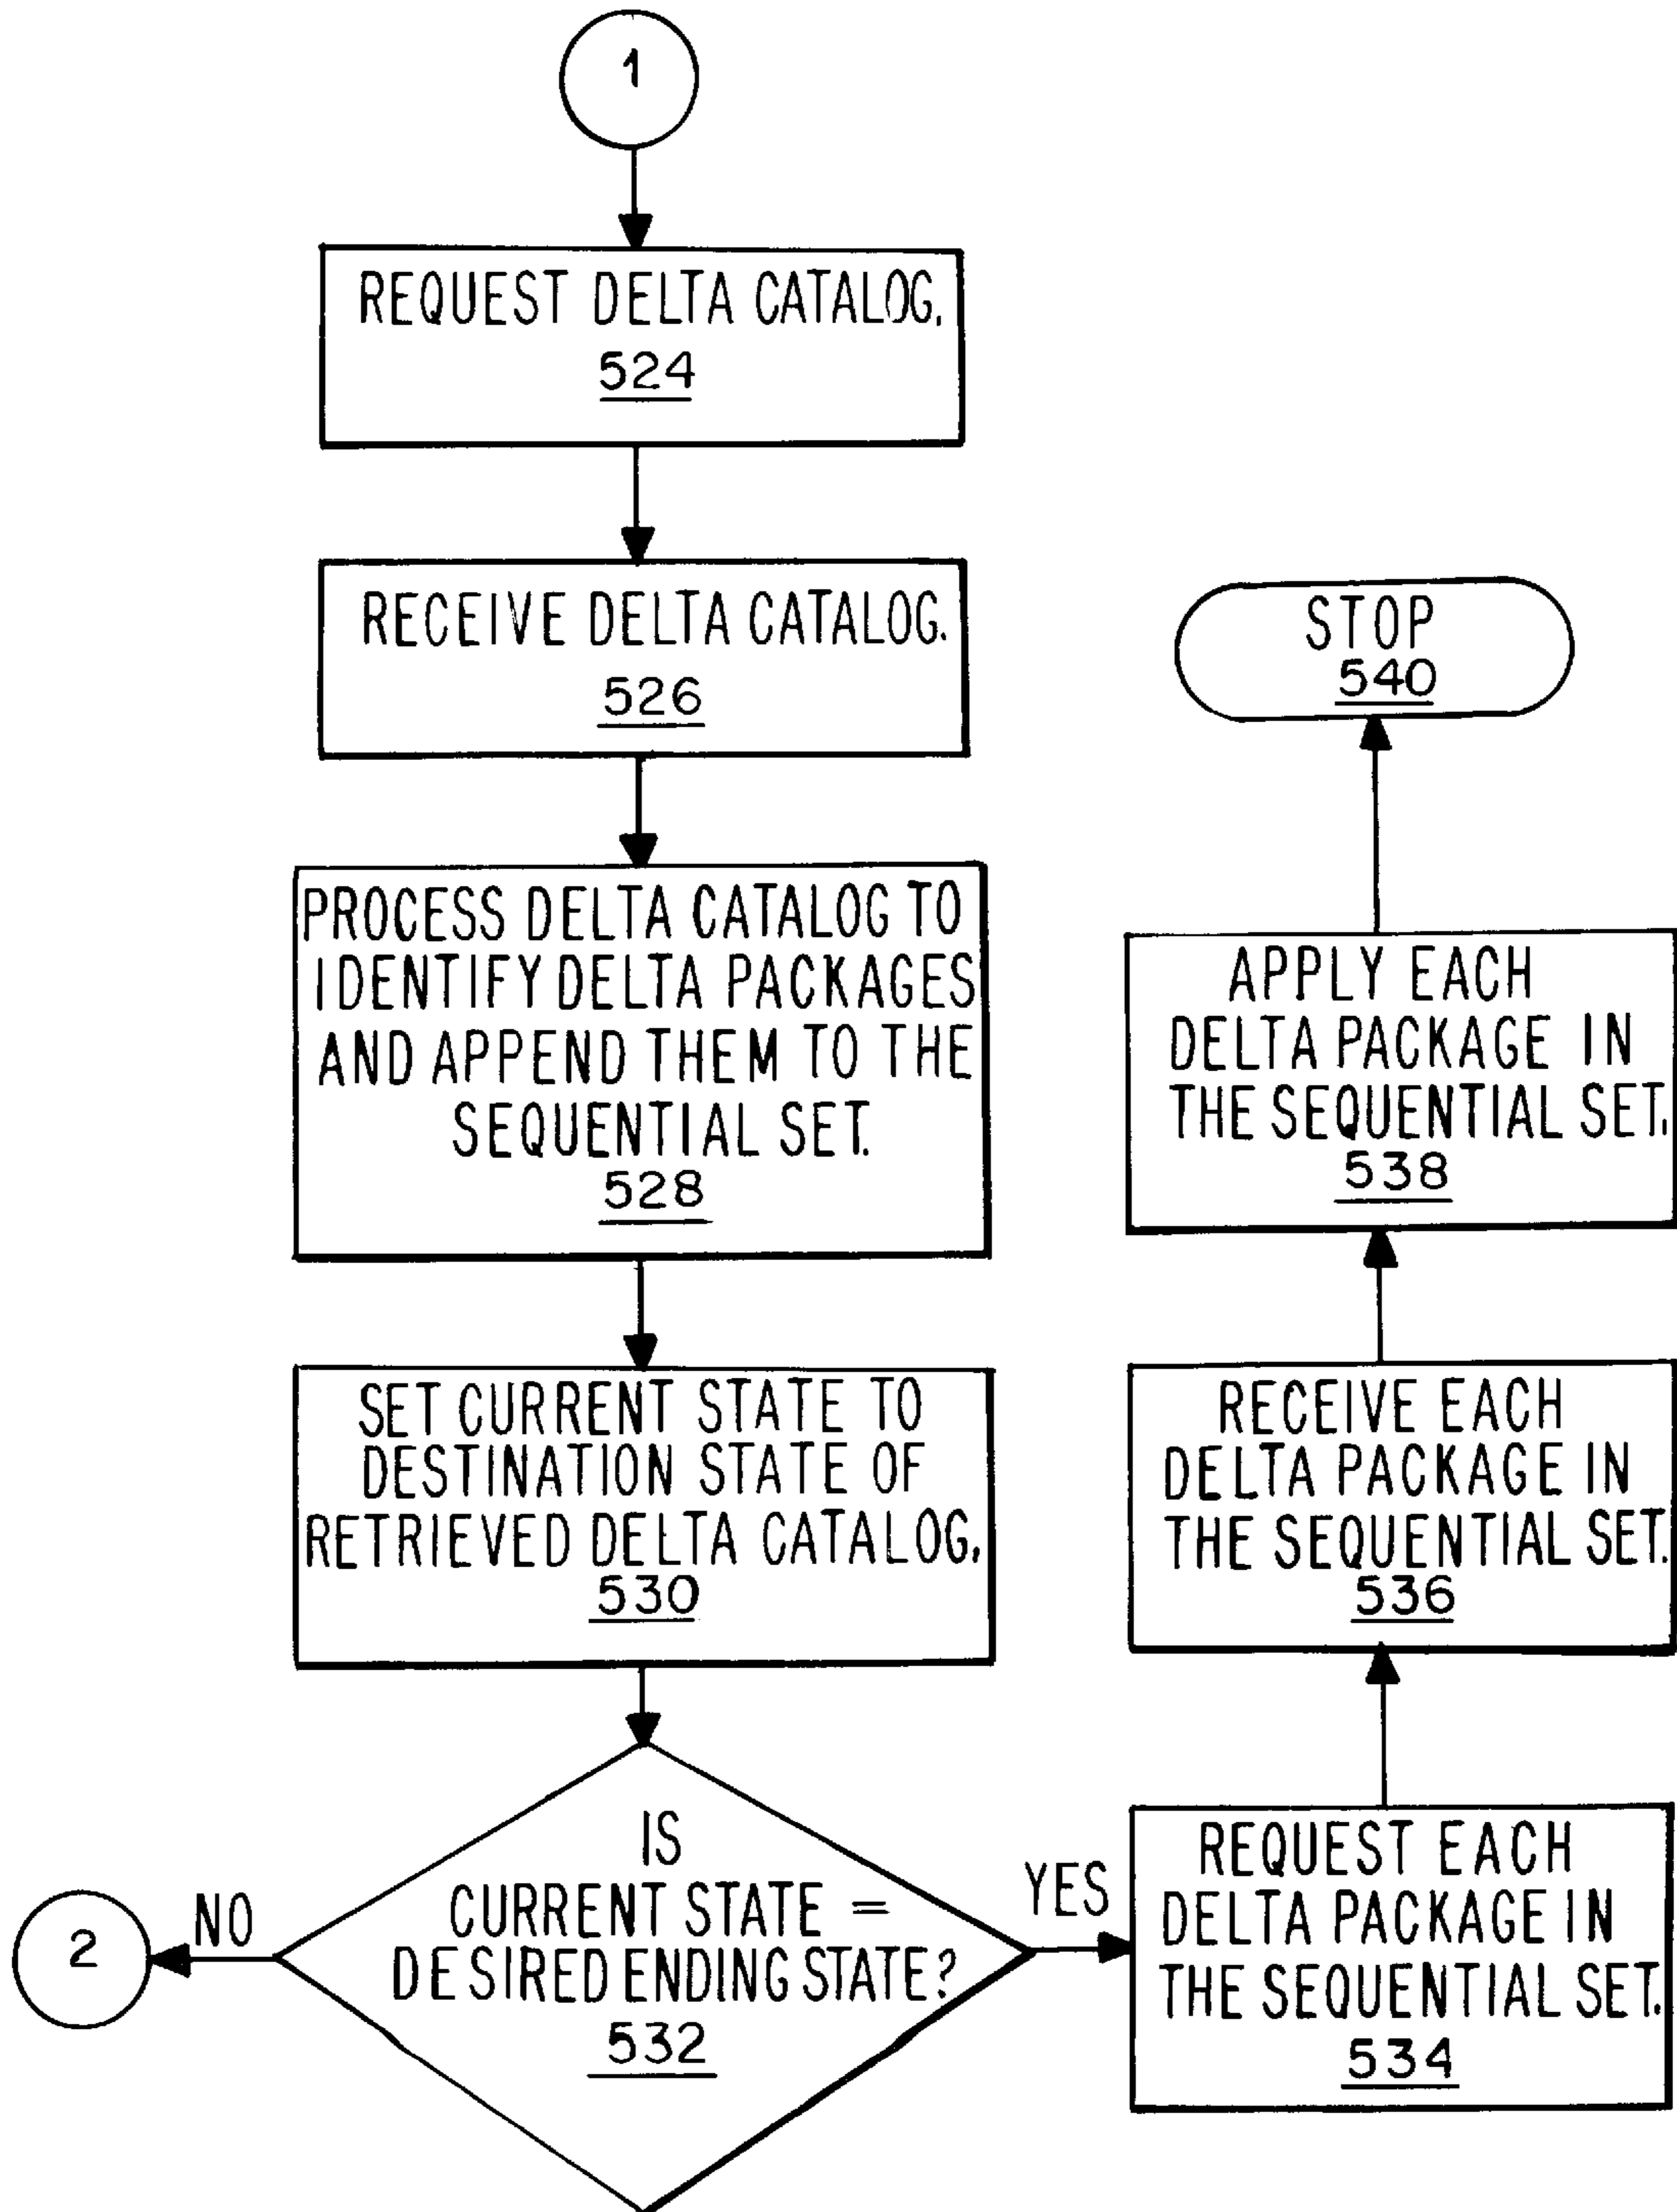 1
REQUEST DELTA CATALOG.
524
RECEIVE DELTA CATALOG.
526
PROCESS DELTA CATALOG TO
IDENTIFY DELTA PACKAGES
AND APPEND THEM TO THE
SEQUENTIAL SET.
528
SET CURRENT STATE TO
DESTINATION STATE OF
RETRIEVED DELTA CATALOG.
530
IS
CURRENT STATE =
DESIRED ENDING STATE?
532
NO
2
YES
REQUEST EACH
DELTA PACKAGE IN
THE SEQUENTIAL SET.
534
RECEIVE EACH
DELTA PACKAGE IN
THE SEQUENTIAL SET.
536
APPLY EACH
DELTA PACKAGE IN
THE SEQUENTIAL SET.
538
STOP
540